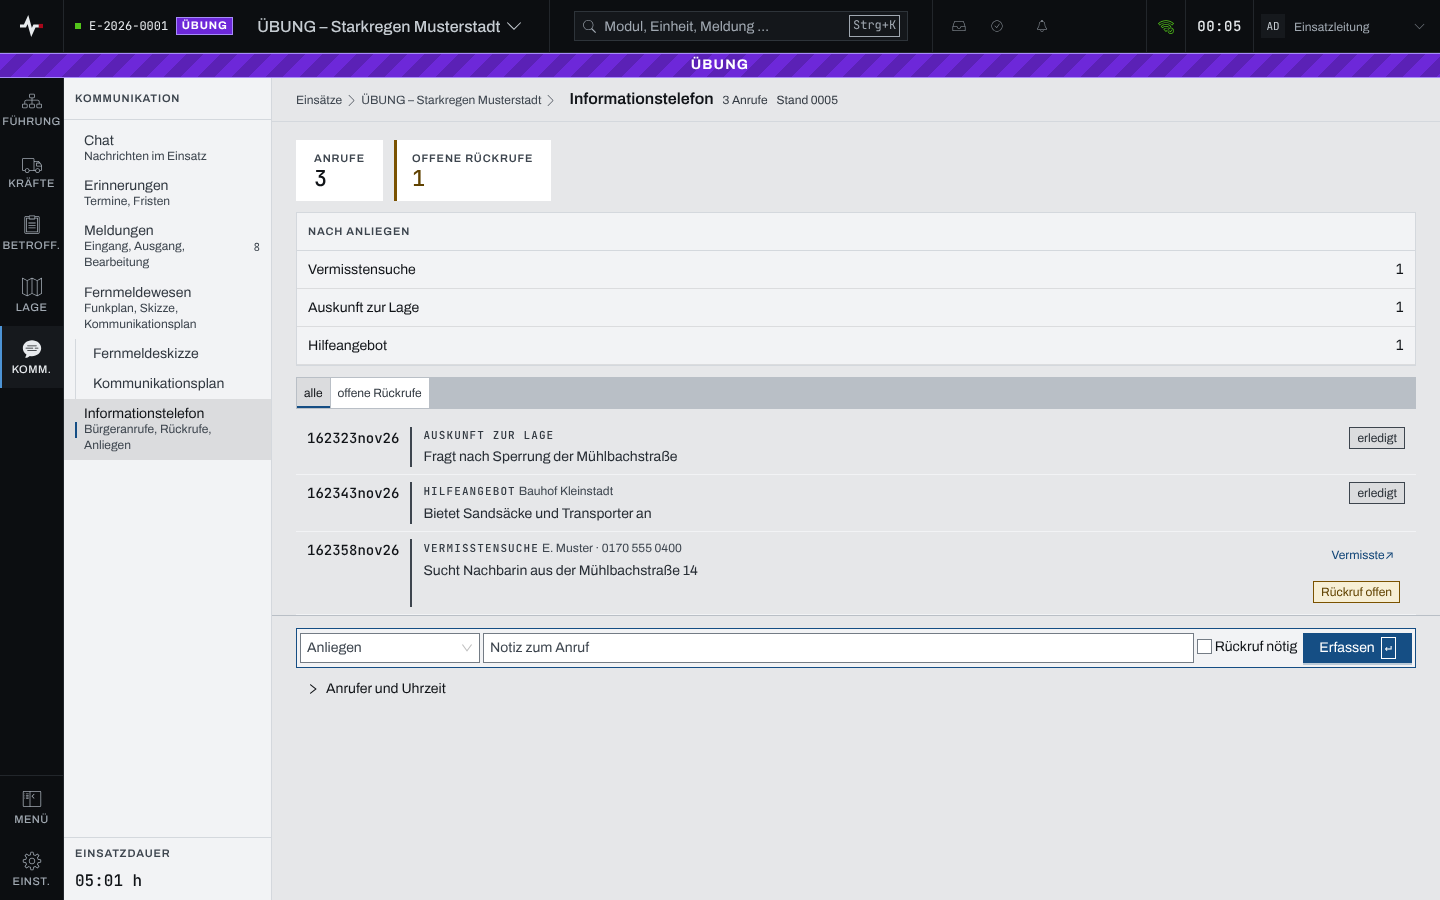 E-2026-0001 ÜBUNG ÜBUNG – Starkregen Musterstadt Modul, Einheit, Meldung ... Strg+K 00:05 AD Einsatzleitung
ÜBUNG
FÜHRUNG
KRÄFTE
BETROFF.
LAGE
KOMM.
MENÜ
EINST.
KOMMUNIKATION
Chat
Nachrichten im Einsatz
Erinnerungen
Termine, Fristen
Meldungen
Eingang, Ausgang,
Bearbeitung
8
Fernmeldewesen
Funkplan, Skizze,
Kommunikationsplan
Fernmeldeskizze
Kommunikationsplan
Informationstelefon
Bürgeranrufe, Rückrufe,
Anliegen
EINSATZDAUER
05:01 h
Einsätze ÜBUNG – Starkregen Musterstadt Informationstelefon 3 Anrufe Stand 0005
ANRUFE
3
OFFENE RÜCKRUFE
1
NACH ANLIEGEN
Vermisstensuche 1
Auskunft zur Lage 1
Hilfeangebot 1
alle offene Rückrufe
162323nov26 AUSKUNFT ZUR LAGE erledigt
Fragt nach Sperrung der Mühlbachstraße
162343nov26 HILFEANGEBOT Bauhof Kleinstadt erledigt
Bietet Sandsäcke und Transporter an
162358nov26 VERMISSTENSUCHE E. Muster · 0170 555 0400 Vermisste↗
Sucht Nachbarin aus der Mühlbachstraße 14
Rückruf offen
Anliegen Notiz zum Anruf Rückruf nötig Erfassen ↵
Anrufer und Uhrzeit